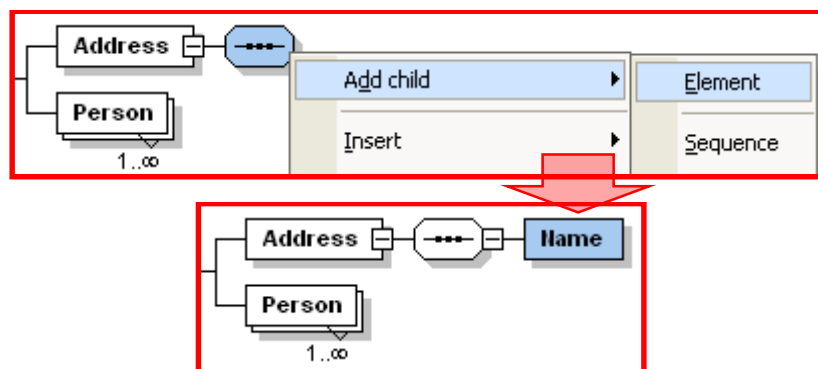 Address
Add child
Element
Person
Insert
Sequence
1..∞
Address
Name
Person
1..∞